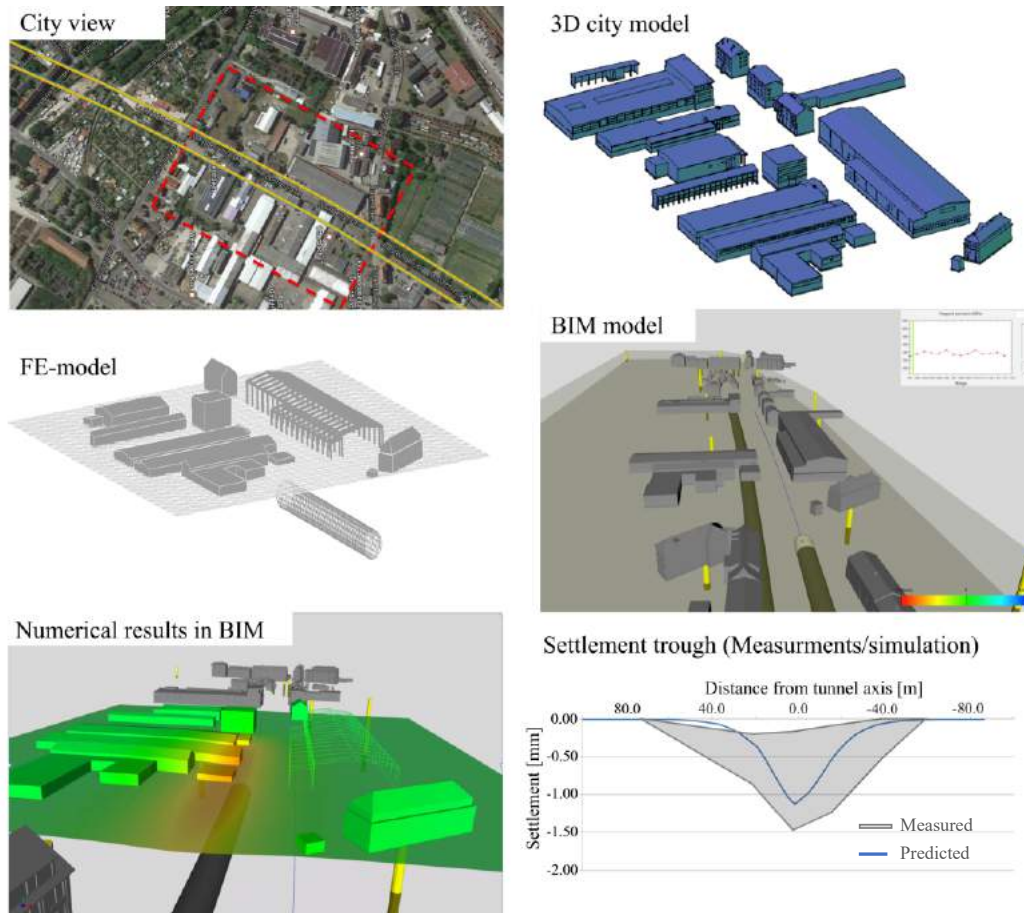 City view
3D city model
FE-model
BIM model
Numerical results in BIM
Settlement trough (Measurments/simulation)
Distance from tunnel axis [m]
80.0 40.0 0.0 -40.0 -80.0
0.00
-0.50
-1.00
-1.50
-2.00
Settlement [mm]
Measured
Predicted